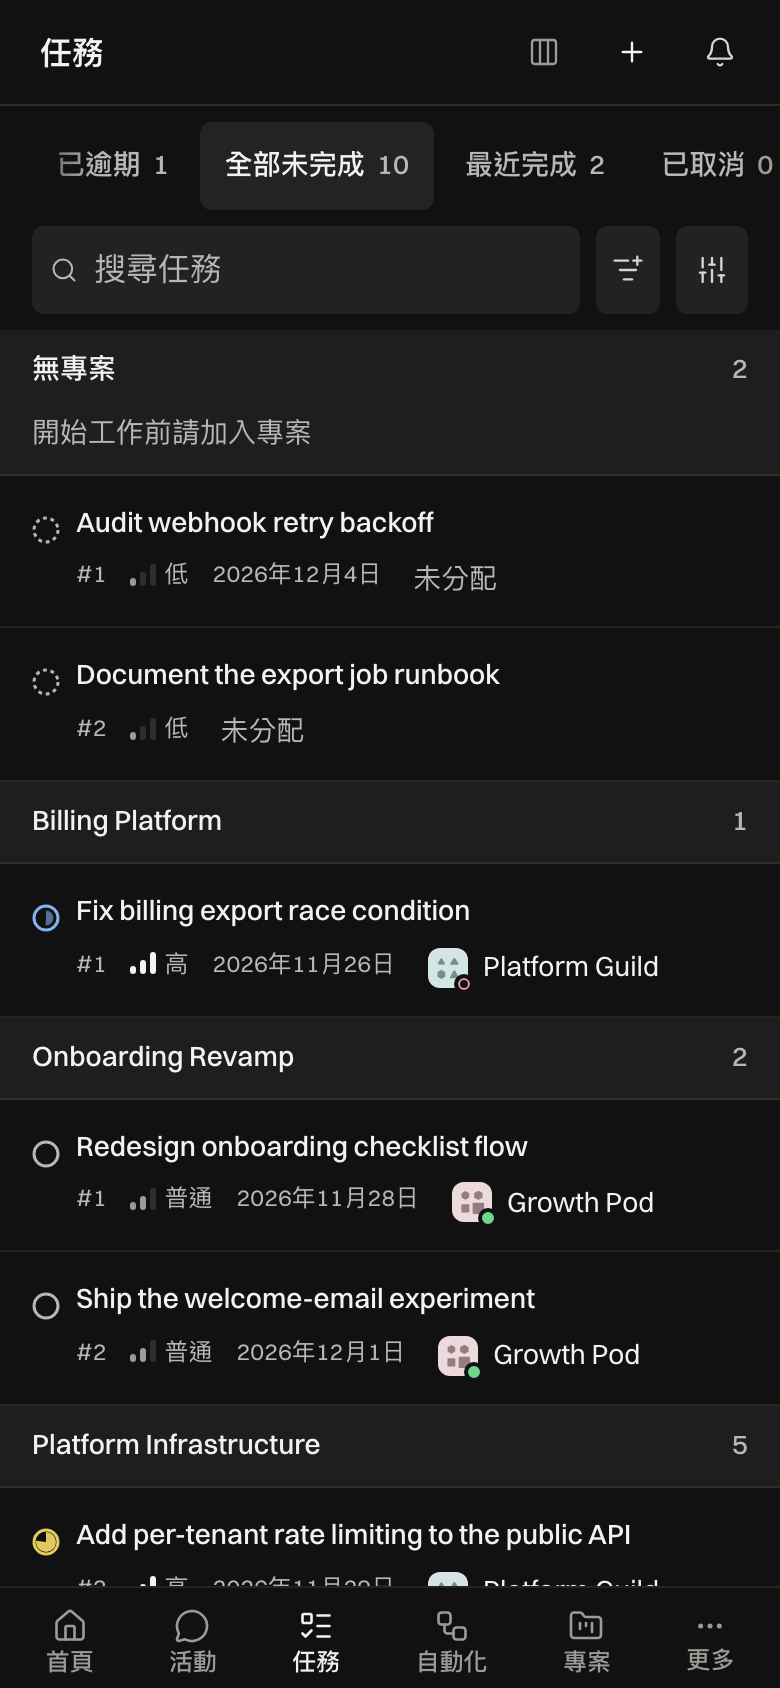 任務
已逾期 1 全部未完成 10 最近完成 2 已取消 0
搜尋任務
無專案 2
開始工作前請加入專案
Audit webhook retry backoff
#1 低 2026年12月4日 未分配
Document the export job runbook
#2 低 未分配
Billing Platform 1
Fix billing export race condition
#1 高 2026年11月26日 Platform Guild
Onboarding Revamp 2
Redesign onboarding checklist flow
#1 普通 2026年11月28日 Growth Pod
Ship the welcome-email experiment
#2 普通 2026年12月1日 Growth Pod
Platform Infrastructure 5
Add per-tenant rate limiting to the public API
高 Platform Guild
首頁 活動 任務 自動化 專案 更多